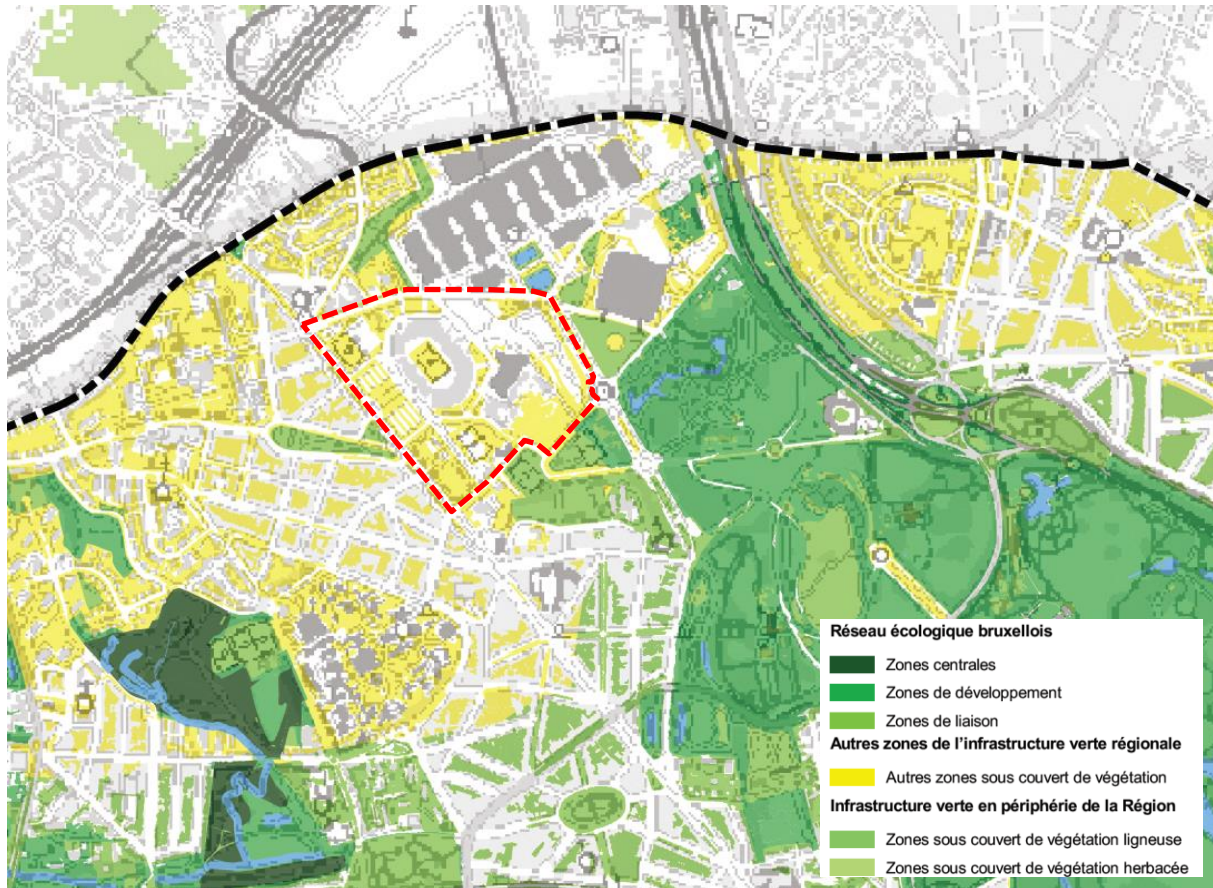 Réseau écologique bruxellois
Zones centrales
Zones de développement
Zones de liaison
Autres zones de l'infrastructure verte régionale
Autres zones sous couvert de végétation
Infrastructure verte en périphérie de la Région
Zones sous couvert de végétation ligneuse
Zones sous couvert de végétation herbacée